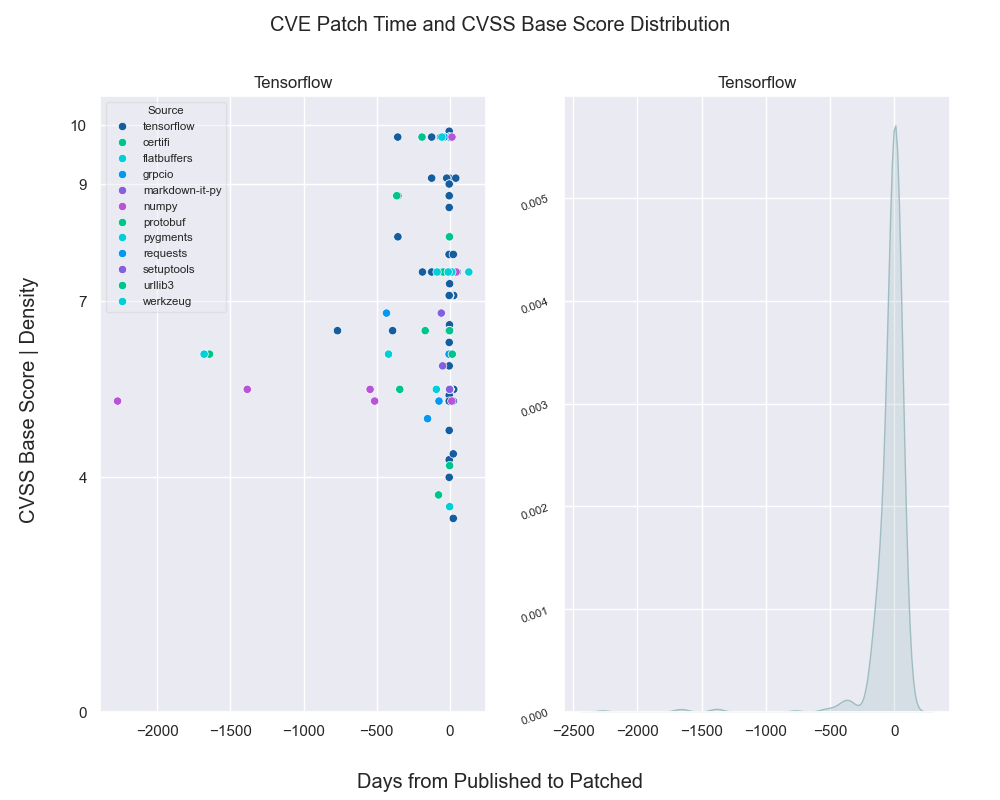 CVE Patch Time and CVSS Base Score Distribution
Tensorflow
Source
tensorflow
certifi
flatbuffers
grpcio
markdown-it-py
numpy
protobuf
pygments
requests
setuptools
urllib3
werkzeug
10
9
7
4
0
−2000
−1500
−1000
−500
0
CVSS Base Score | Density
Tensorflow
0.005
0.004
0.003
0.002
0.001
0.000
−2500
−2000
−1500
−1000
−500
0
Days from Published to Patched